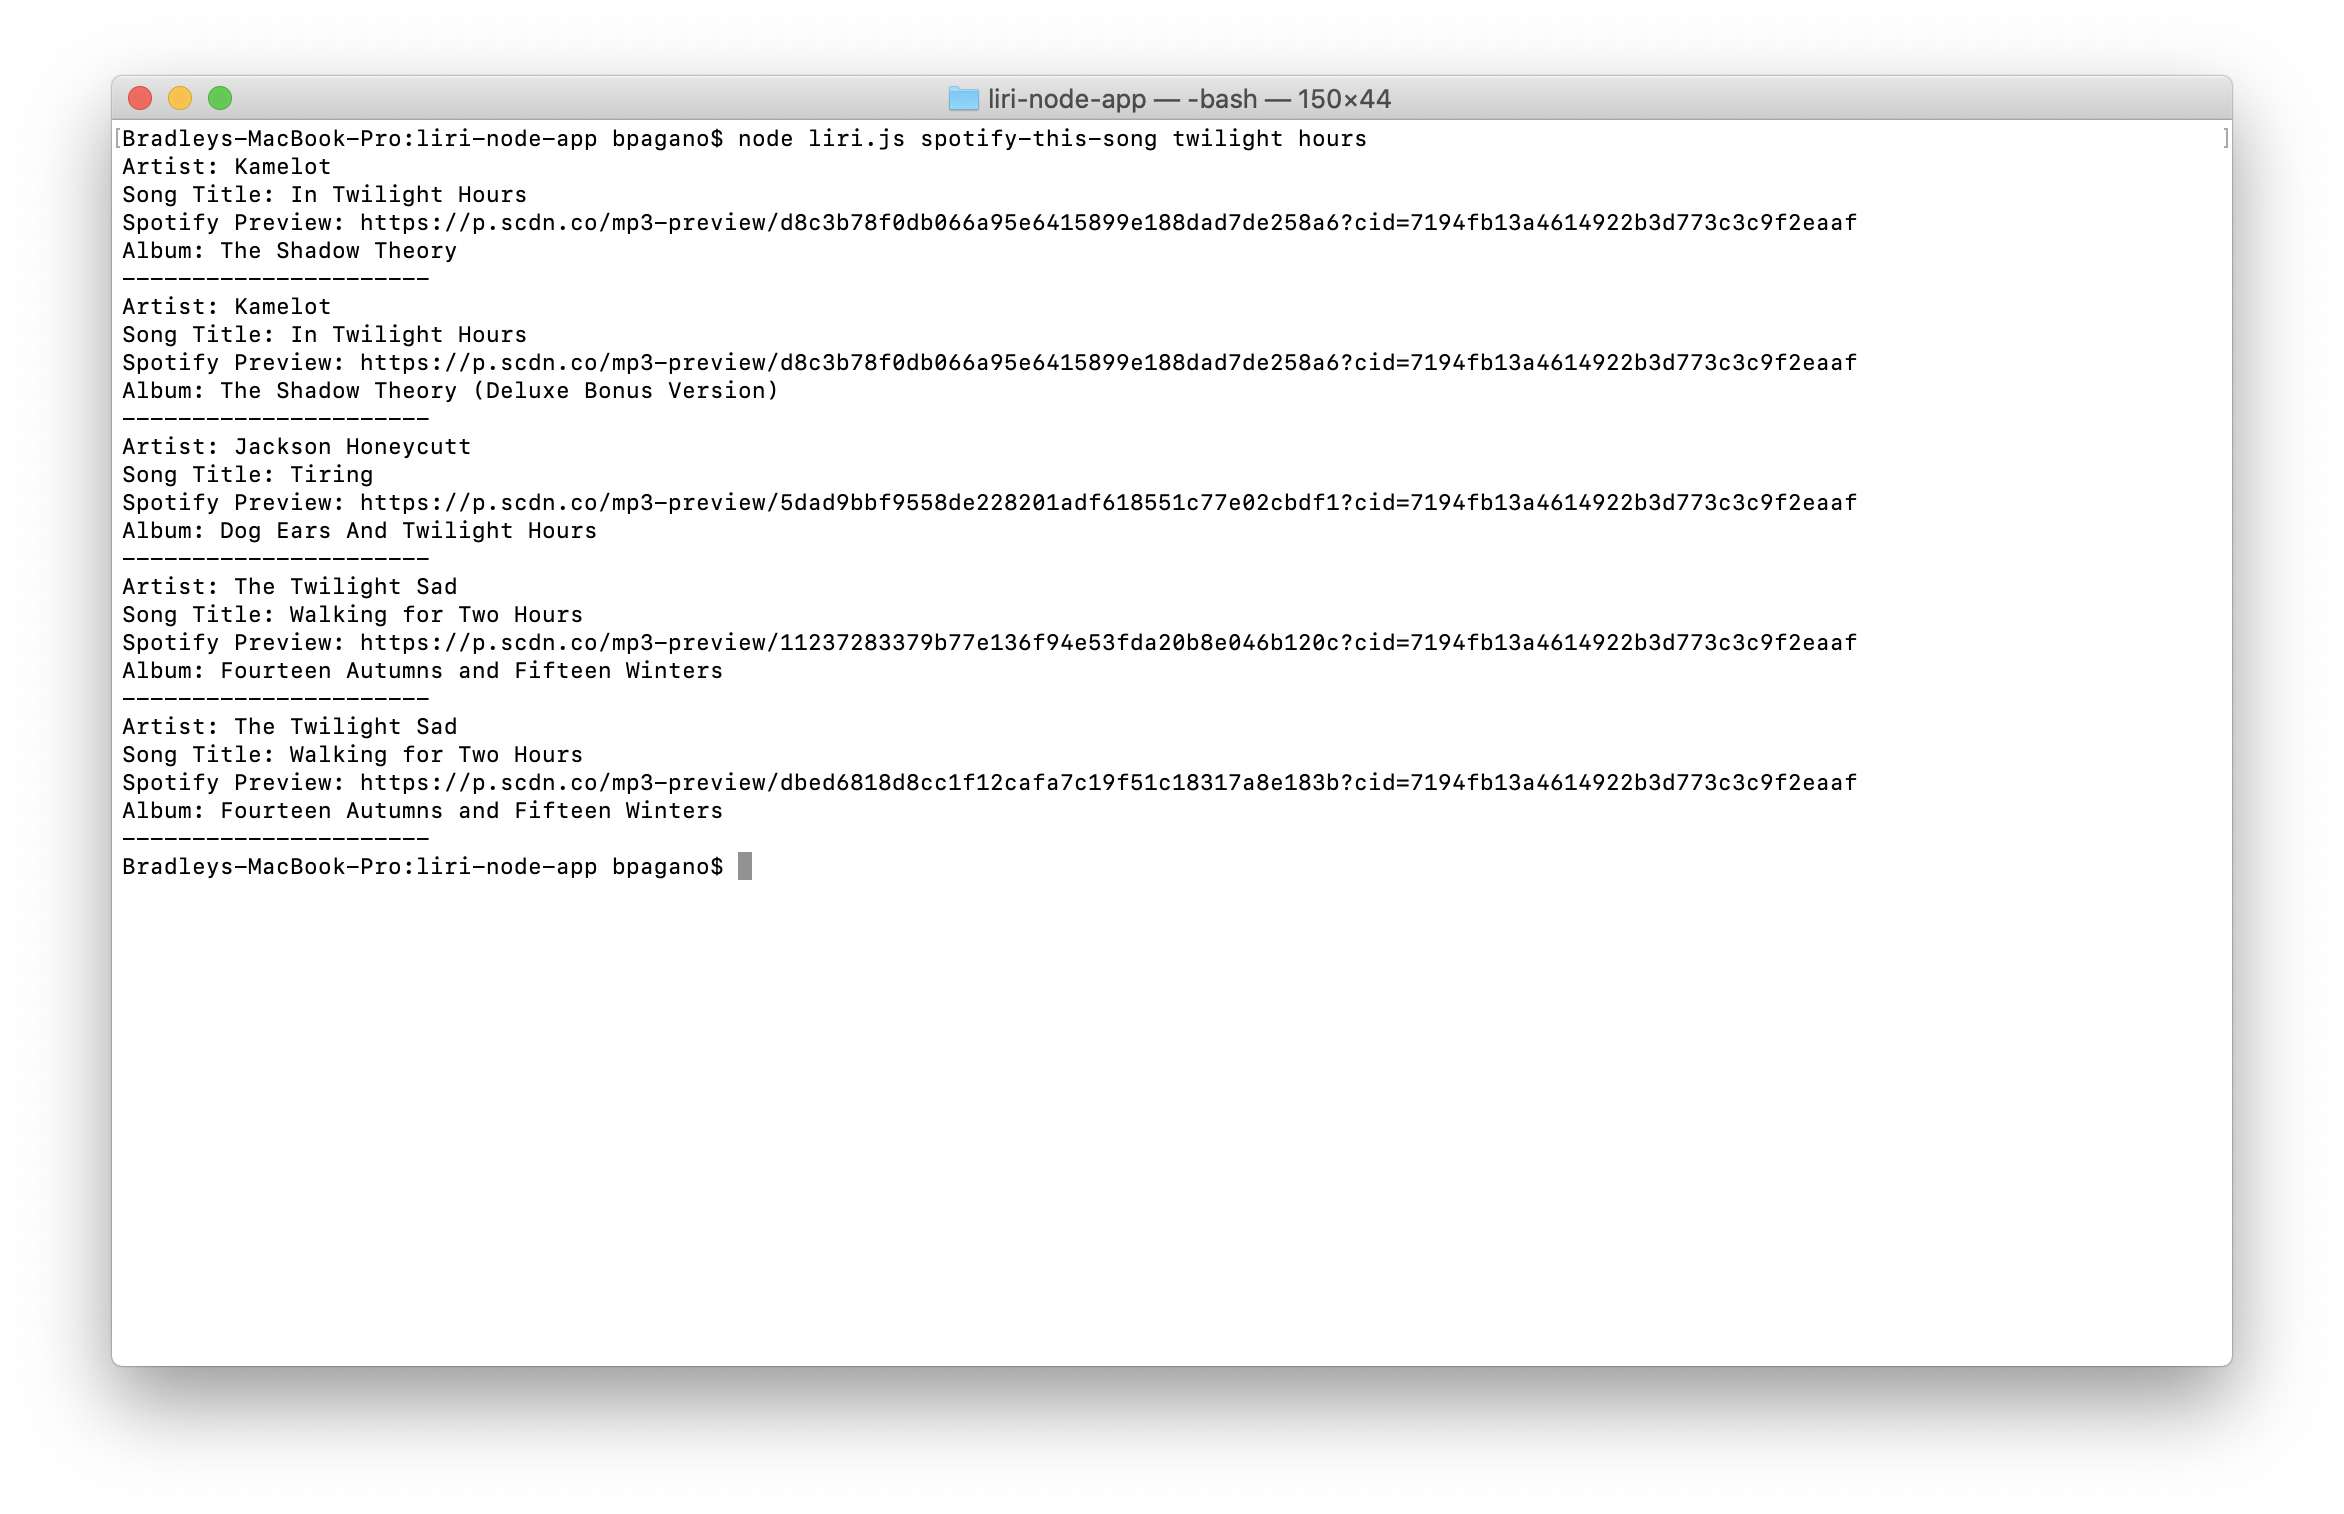 liri-node-app — -bash — 150×44
[Bradleys-MacBook-Pro:liri-node-app bpagano$ node liri.js spotify-this-song twilight hours ]
Artist: Kamelot
Song Title: In Twilight Hours
Spotify Preview: https://p.scdn.co/mp3-preview/d8c3b78f0db066a95e6415899e188dad7de258a6?cid=7194fb13a4614922b3d773c3c9f2eaaf
Album: The Shadow Theory
----------------------
Artist: Kamelot
Song Title: In Twilight Hours
Spotify Preview: https://p.scdn.co/mp3-preview/d8c3b78f0db066a95e6415899e188dad7de258a6?cid=7194fb13a4614922b3d773c3c9f2eaaf
Album: The Shadow Theory (Deluxe Bonus Version)
----------------------
Artist: Jackson Honeycutt
Song Title: Tiring
Spotify Preview: https://p.scdn.co/mp3-preview/5dad9bbf9558de228201adf618551c77e02cbdf1?cid=7194fb13a4614922b3d773c3c9f2eaaf
Album: Dog Ears And Twilight Hours
----------------------
Artist: The Twilight Sad
Song Title: Walking for Two Hours
Spotify Preview: https://p.scdn.co/mp3-preview/11237283379b77e136f94e53fda20b8e046b120c?cid=7194fb13a4614922b3d773c3c9f2eaaf
Album: Fourteen Autumns and Fifteen Winters
----------------------
Artist: The Twilight Sad
Song Title: Walking for Two Hours
Spotify Preview: https://p.scdn.co/mp3-preview/dbed6818d8cc1f12cafa7c19f51c18317a8e183b?cid=7194fb13a4614922b3d773c3c9f2eaaf
Album: Fourteen Autumns and Fifteen Winters
----------------------
Bradleys-MacBook-Pro:liri-node-app bpagano$